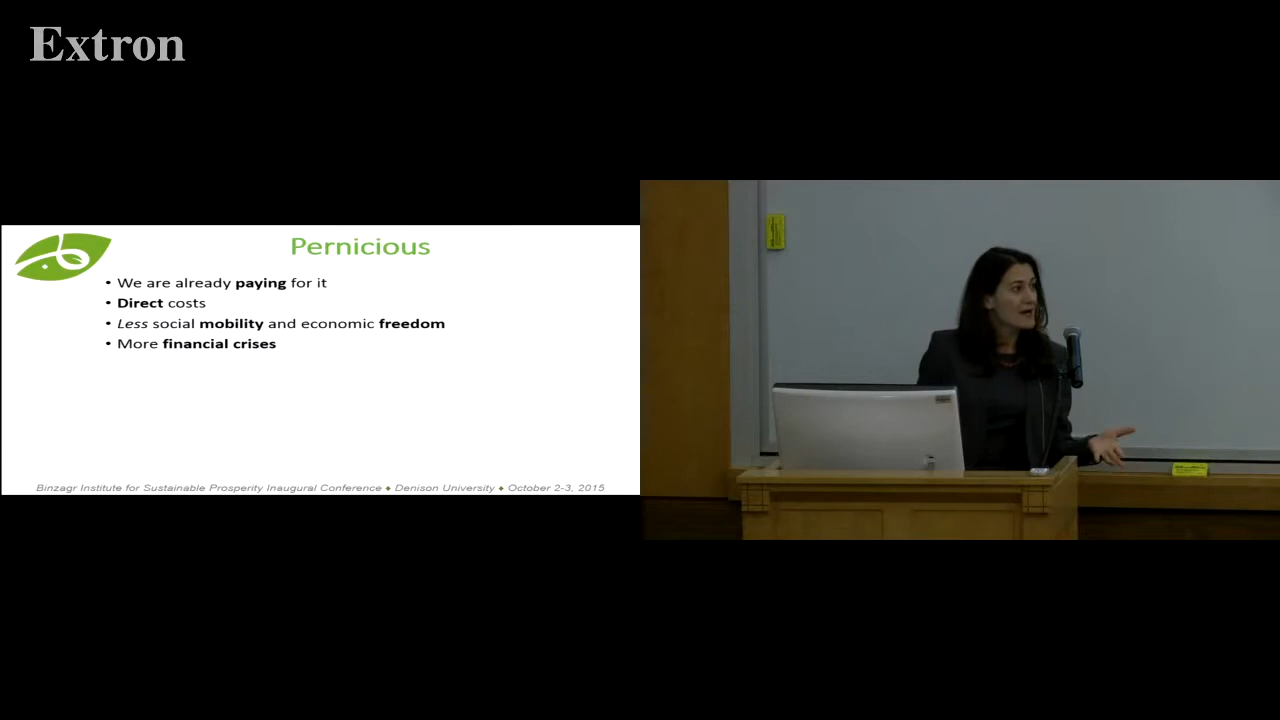 Extron
Pernicious
• We are already paying for it
• Direct costs
• Less social mobility and economic freedom
• More financial crises
Binzagr Institute for Sustainable Prosperity Inaugural Conference ♦ Denison University ♦ October 2-3, 2015